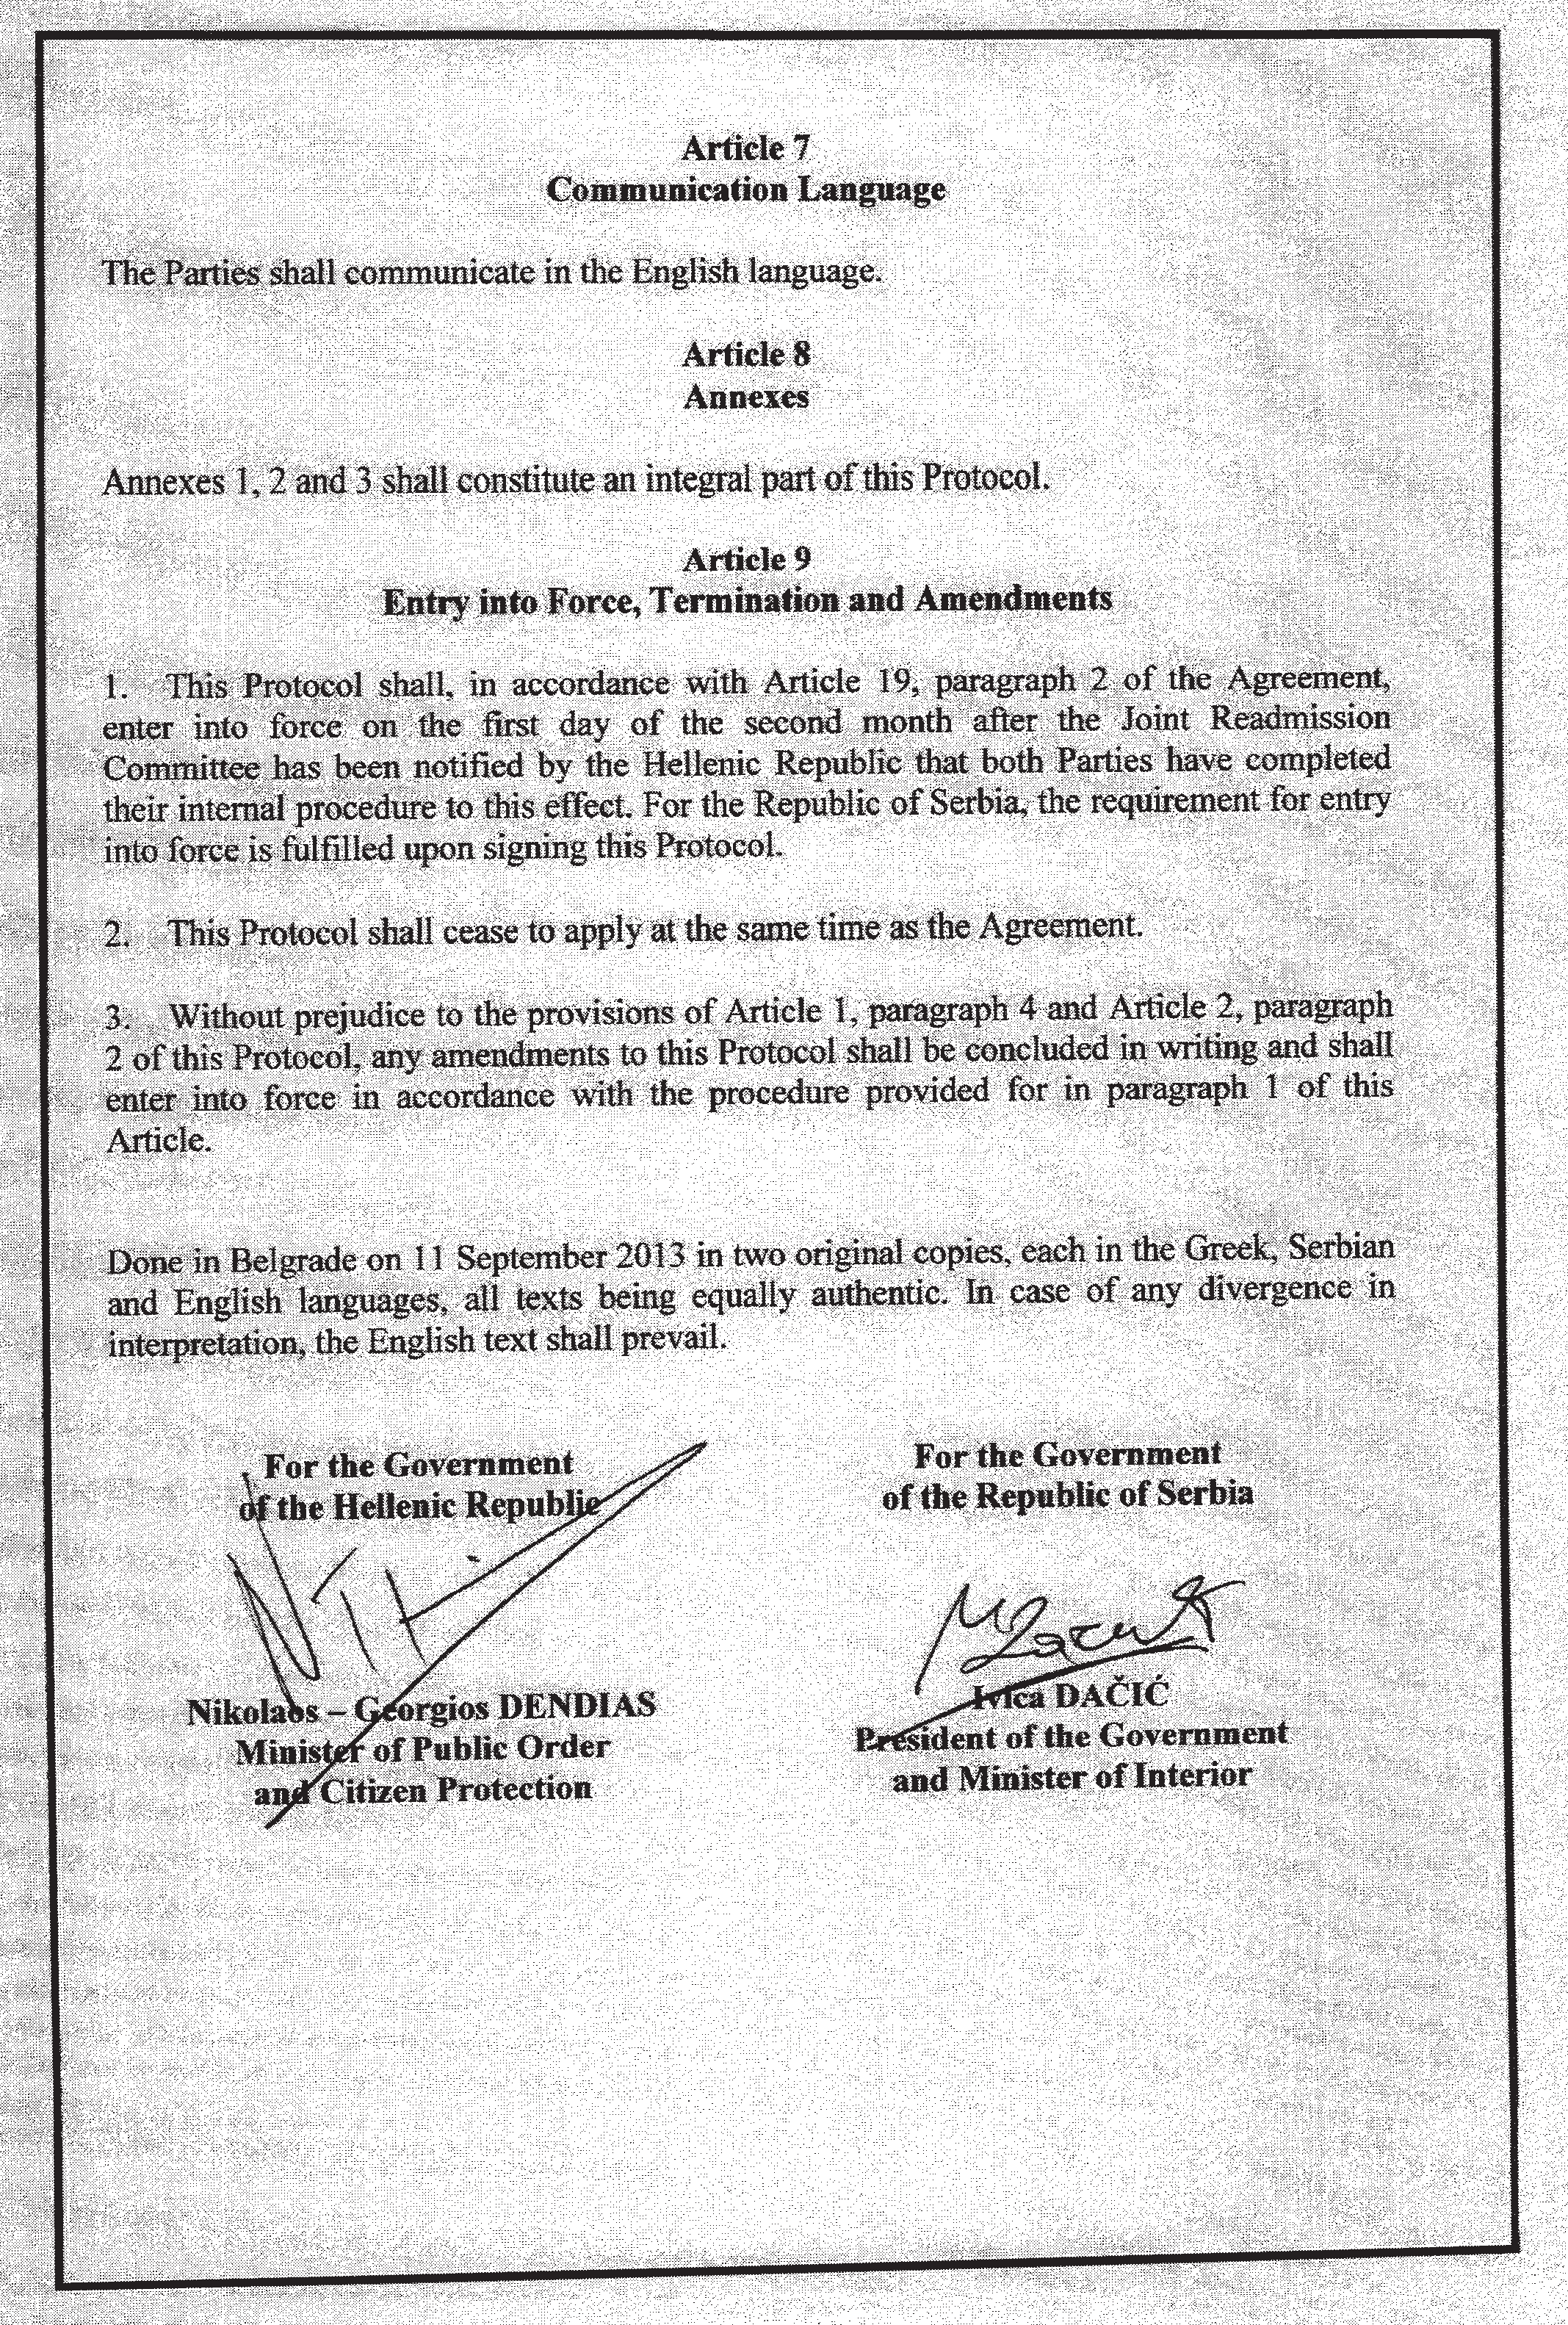 Article 7
Communication Language
The Parties shall communicate in the English language.
Article 8
Annexes
Annexes 1, 2 and 3 shall constitute an integral part of this Protocol.
Article 9
Entry into Force, Termination and Amendments
1. This Protocol shall, in accordance with Article 19, paragraph 2 of the Agreement,
enter into force on the first day of the second month after the Joint Readmission
Committee has been notified by the Hellenic Republic that both Parties have completed
their internal procedure to this effect. For the Republic of Serbia, the requirement for entry
into force is fulfilled upon signing this Protocol.
2. This Protocol shall cease to apply at the same time as the Agreement.
3. Without prejudice to the provisions of Article 1, paragraph 4 and Article 2, paragraph
2 of this Protocol, any amendments to this Protocol shall be concluded in writing and shall
enter into force in accordance with the procedure provided for in paragraph 1 of this
Article.
Done in Belgrade on 11 September 2013 in two original copies, each in the Greek, Serbian
and English languages, all texts being equally authentic. In case of any divergence in
interpretation, the English text shall prevail.
For the Government
of the Hellenic Republic
Nikolaos – Georgios DENDIAS
Minister of Public Order
and Citizen Protection
For the Government
of the Republic of Serbia
Ivica DAČIĆ
President of the Government
and Minister of Interior